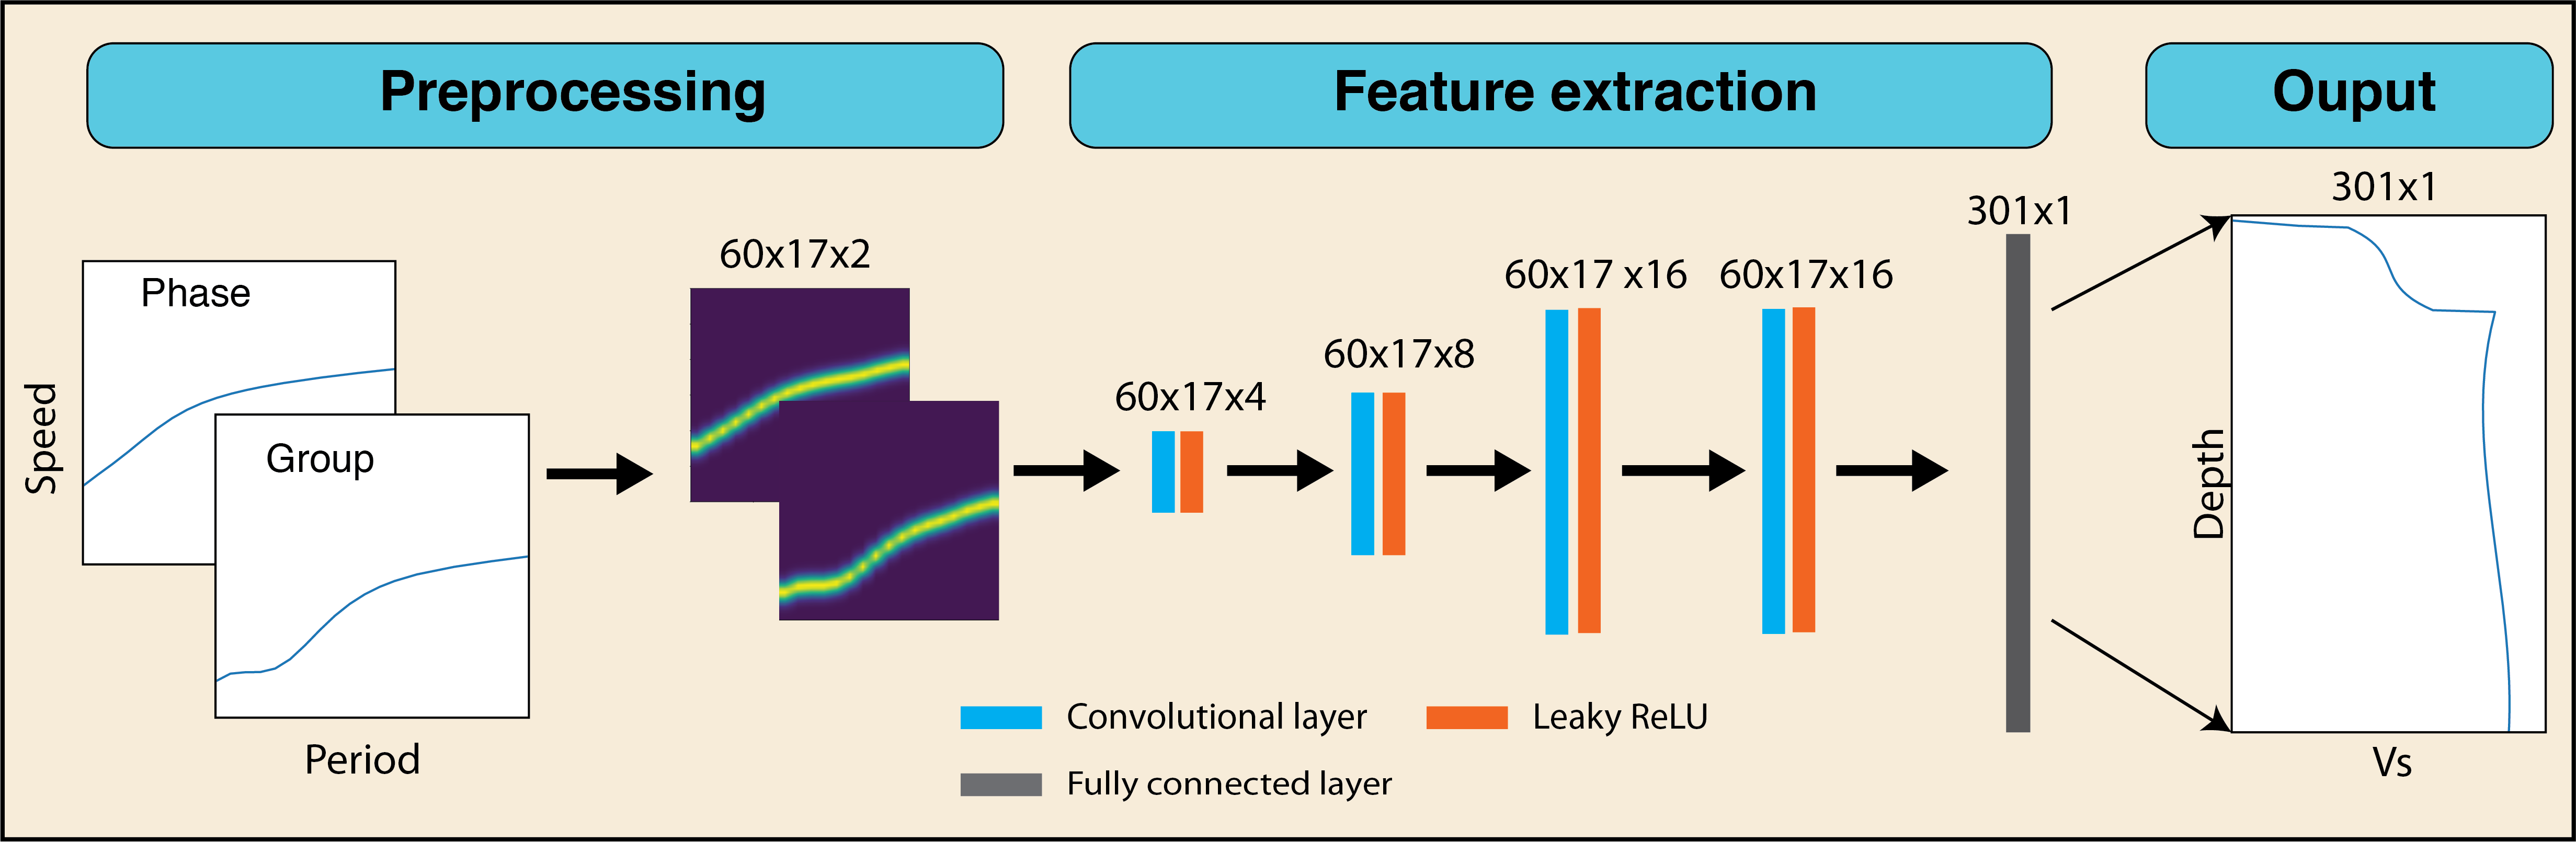 Preprocessing
Feature extraction
Ouput
Phase
Group
Speed
Period
60x17x2
60x17x4
60x17x8
60x17 x16
60x17x16
301x1
301x1
Depth
Vs
Convolutional layer
Leaky ReLU
Fully connected layer